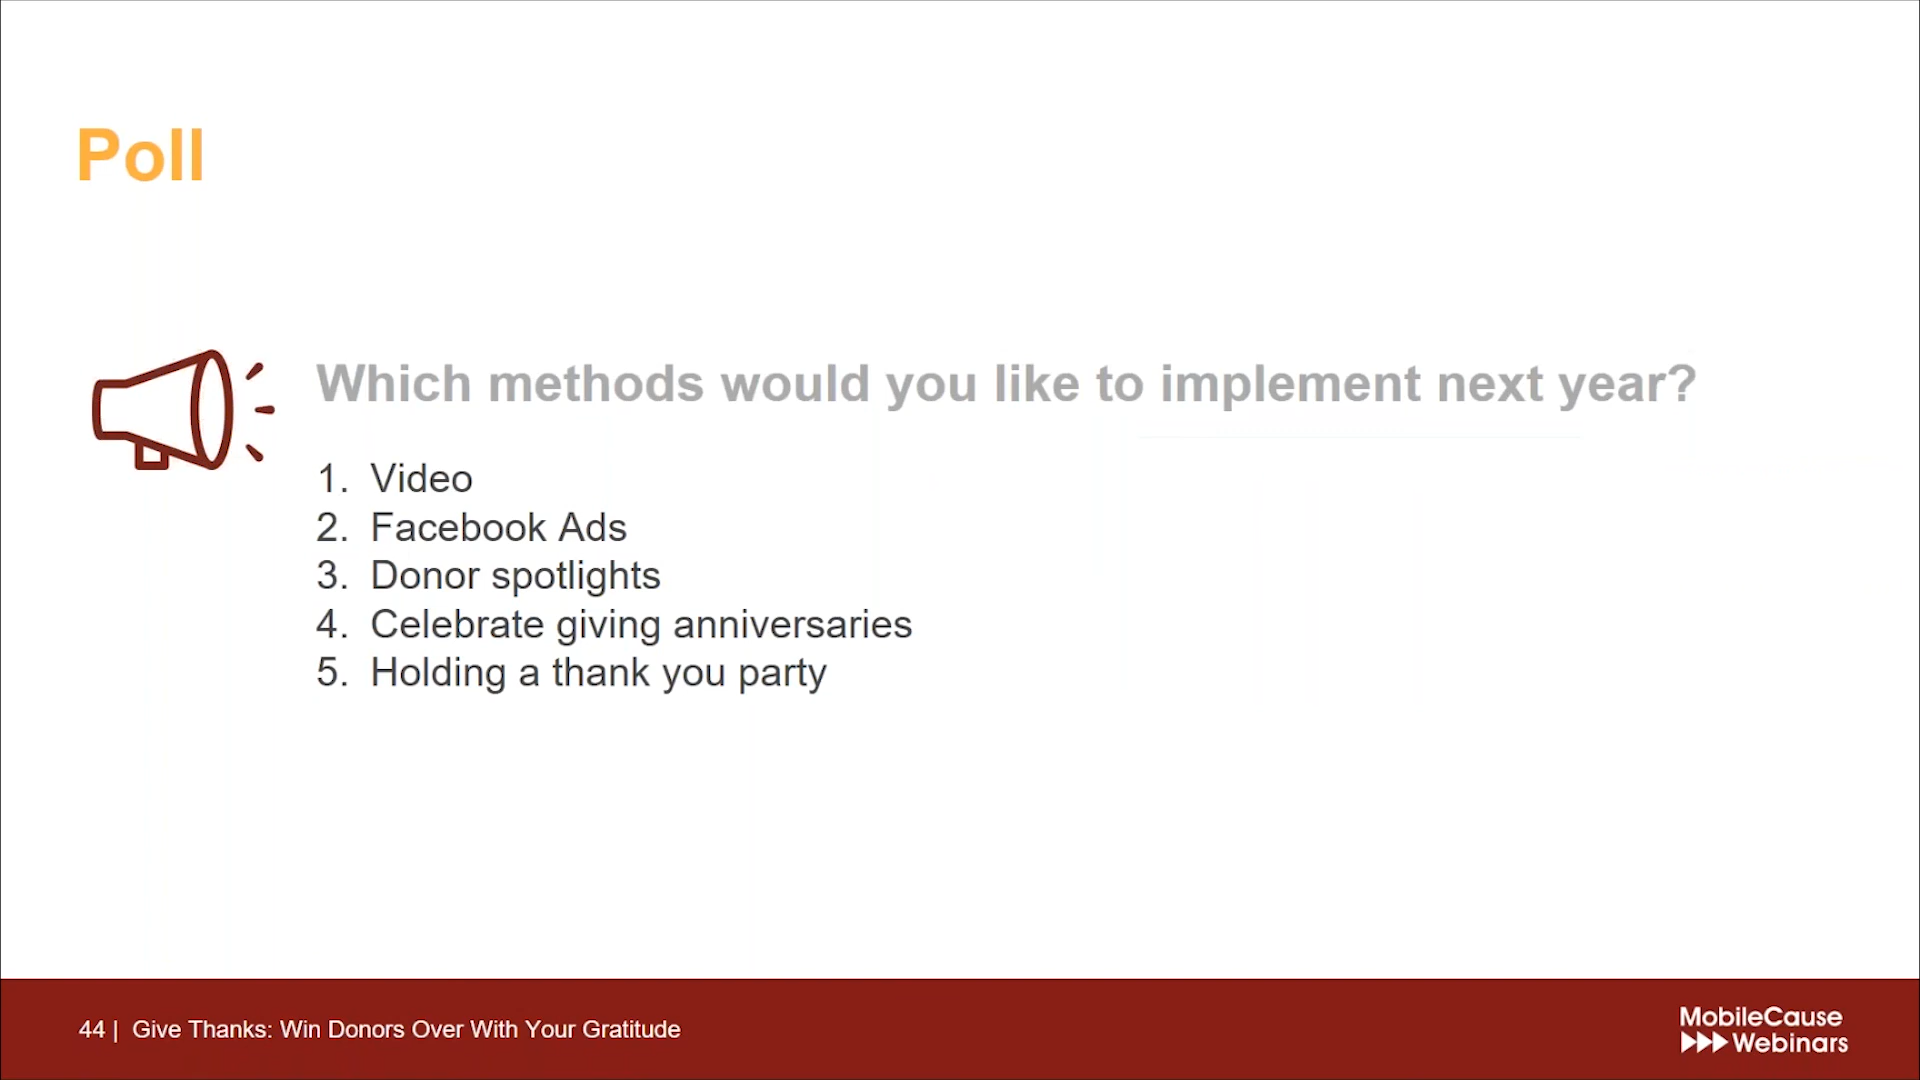 Poll
Which methods would you like to implement next year?
1. Video
2. Facebook Ads
3. Donor spotlights
4. Celebrate giving anniversaries
5. Holding a thank you party
44 | Give Thanks: Win Donors Over With Your Gratitude
MobileCause
Webinars